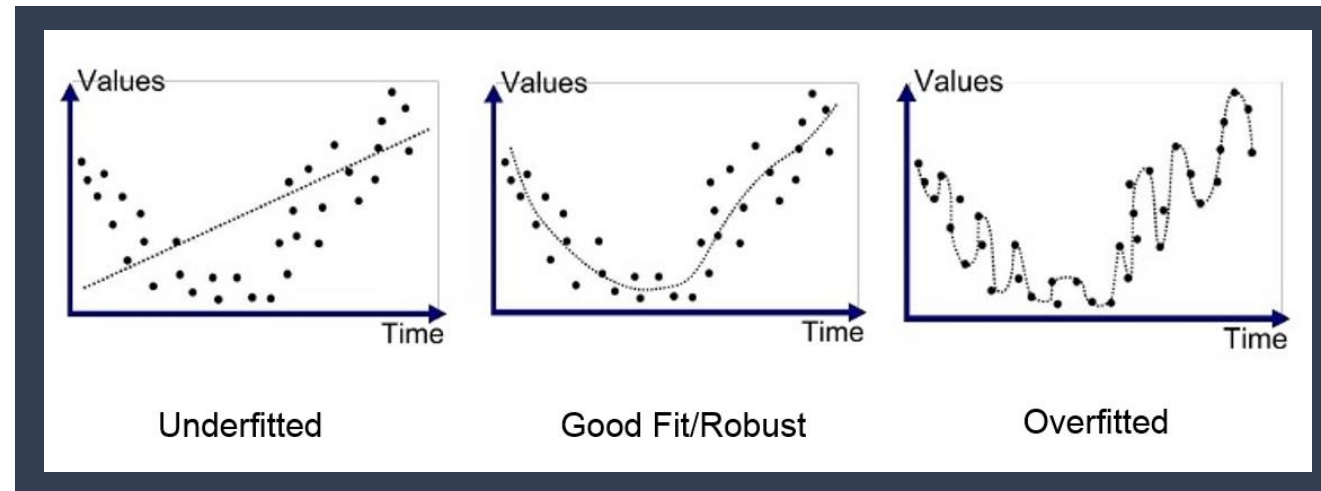 Values
Time
Underfitted
Values
Time
Good Fit/Robust
Values
Time
Overfitted